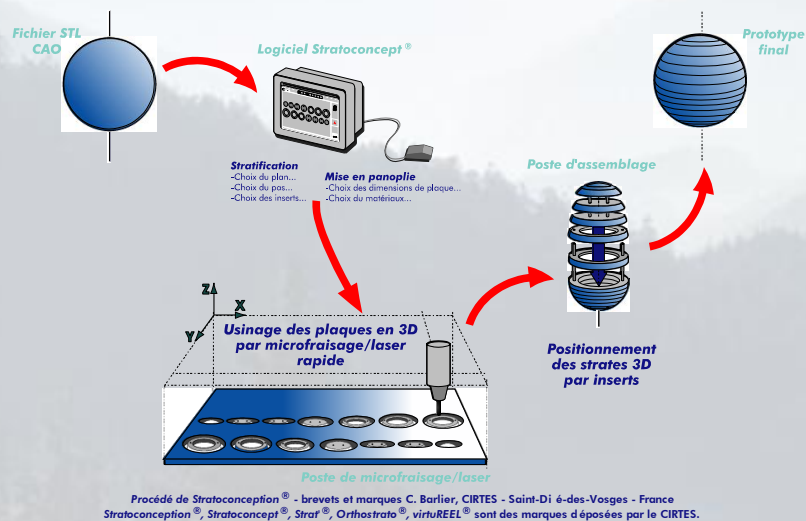 Fichier STL
CAO
Logiciel Stratoconcept ®
Prototype
final
Stratification
-Choix du plan...
-Choix du pas...
-Choix des inserts...
Mise en panoplie
-Choix des dimensions de plaque...
-Choix du matériaux...
Poste d'assemblage
Z
X
Y
Usinage des plaques en 3D
par microfraisage/laser
rapide
Positionnement
des strates 3D
par inserts
Poste de microfraisage/laser
Procédé de Stratoconception ® - brevets et marques C. Barlier, CIRTES - Saint-Di é-des-Vosges - France
Stratoconception ®, Stratoconcept ®, Strat' ®, Orthostrato ®, virtuREEL ® sont des marques d éposées par le CIRTES.